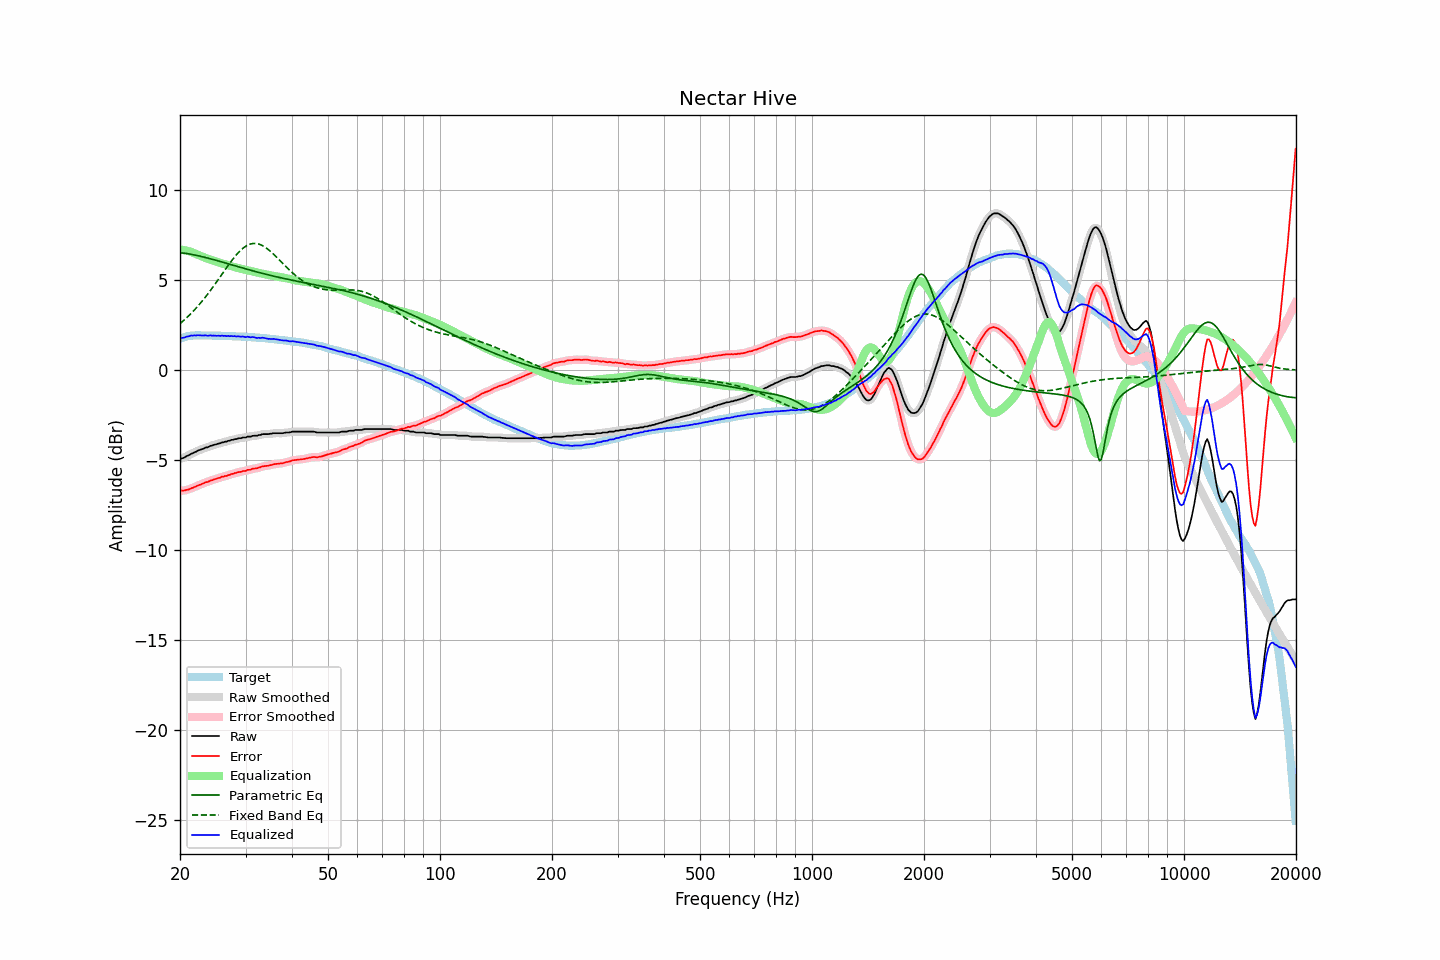 Nectar Hive
Amplitude (dBr)
10
5
0
−5
−10
−15
−20
−25
Target
Raw Smoothed
Error Smoothed
Raw
Error
Equalization
Parametric Eq
Fixed Band Eq
Equalized
20 50 100 200 500 1000 2000 5000 10000 20000
Frequency (Hz)